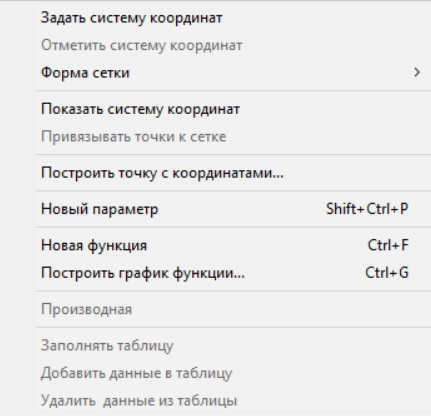 Задать систему координат
Отметить систему координат
Форма сетки
Показать систему координат
Привязывать точки к сетке
Построить точку с координатами...
Новый параметр Shift+Ctrl+P
Новая функция Ctrl+F
Построить график функции... Ctrl+G
Производная
Заполнять таблицу
Добавить данные в таблицу
Удалить данные из таблицы